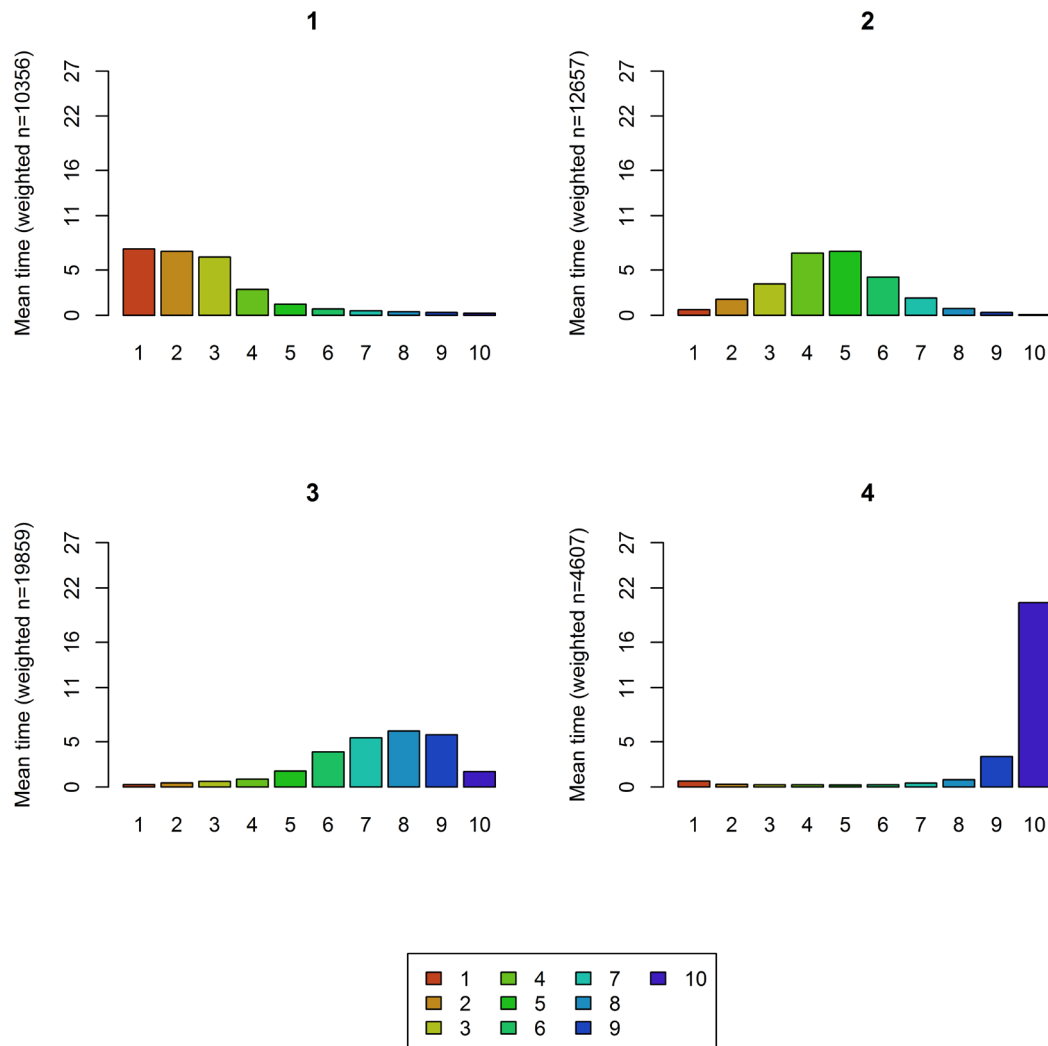 1
Mean time (weighted n=10356)
27
22
16
11
5
0
1 2 3 4 5 6 7 8 9 10
2
Mean time (weighted n=12657)
27
22
16
11
5
0
1 2 3 4 5 6 7 8 9 10
3
Mean time (weighted n=19859)
27
22
16
11
5
0
1 2 3 4 5 6 7 8 9 10
4
Mean time (weighted n=4607)
27
22
16
11
5
0
1 2 3 4 5 6 7 8 9 10
1 4 7 10
2 5 8
3 6 9